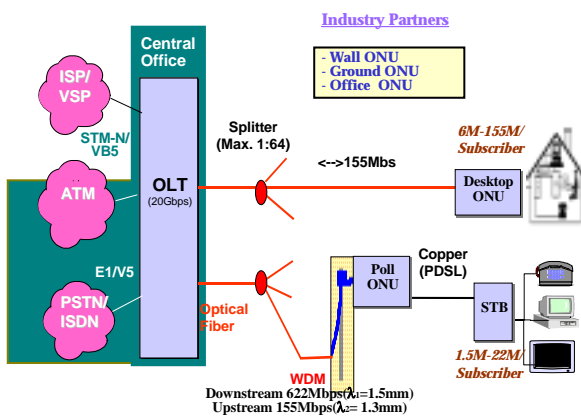 Industry Partners
- Wall ONU
- Ground ONU
- Office ONU
Central
Office
ISP/
VSP
STM-N/
VB5
ATM
OLT
(20Gbps)
E1/V5
PSTN/
ISDN
Splitter
(Max. 1:64)
<-->155Mbs
6M-155M/
Subscriber
Desktop
ONU
Optical
Fiber
Poll
ONU
Copper
(PDSL)
STB
1.5M-22M/
Subscriber
WDM
Downstream 622Mbps(λ1=1.5mm)
Upstream 155Mbps(λ2= 1.3mm)